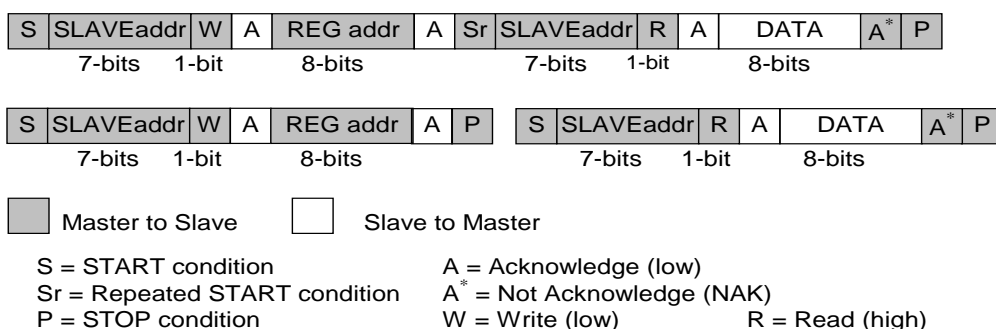 S SLAVEaddr W A REG addr A Sr SLAVEaddr R A DATA A* P
7-bits 1-bit 8-bits 7-bits 1-bit 8-bits
S SLAVEaddr W A REG addr A P S SLAVEaddr R A DATA A* P
7-bits 1-bit 8-bits 7-bits 1-bit 8-bits
Master to Slave Slave to Master
S = START condition A = Acknowledge (low)
Sr = Repeated START condition A* = Not Acknowledge (NAK)
P = STOP condition W = Write (low) R = Read (high)